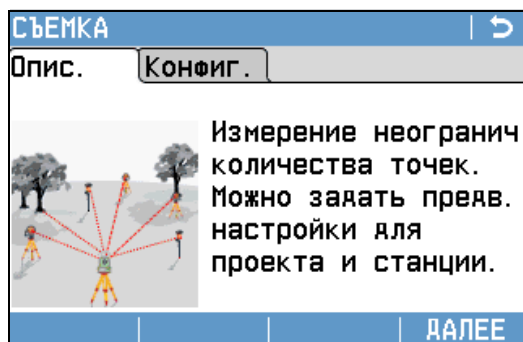 СЪЕМКА
Опис. Конфиг.
Измерение неогранич
количества точек.
Можно задать предв.
настройки для
проекта и станции.
ДАЛЕЕ